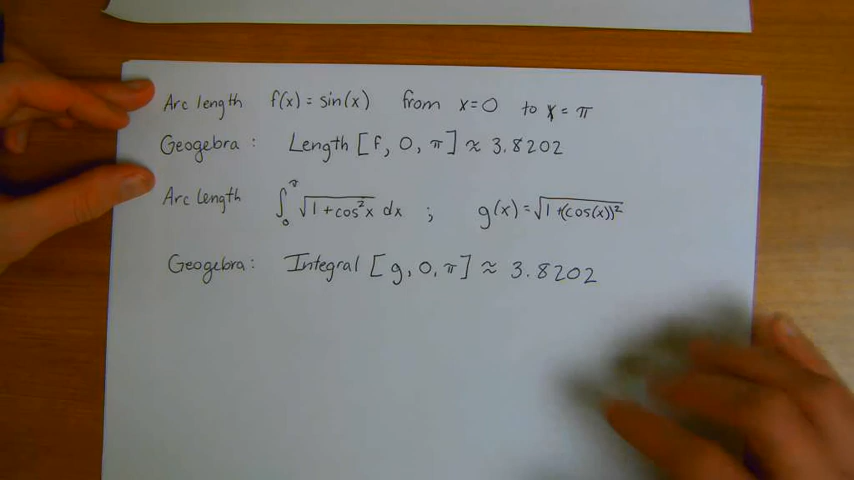 Arc length f(x) = sin(x) from x=0 to x = π
Geogebra : Length [f, 0, π] ≈ 3.8202
Arc Length ∫₀^π √(1+cos²x) dx ; g(x) = √(1+(cos(x))²
Geogebra: Integral [g, 0, π] ≈ 3.8202